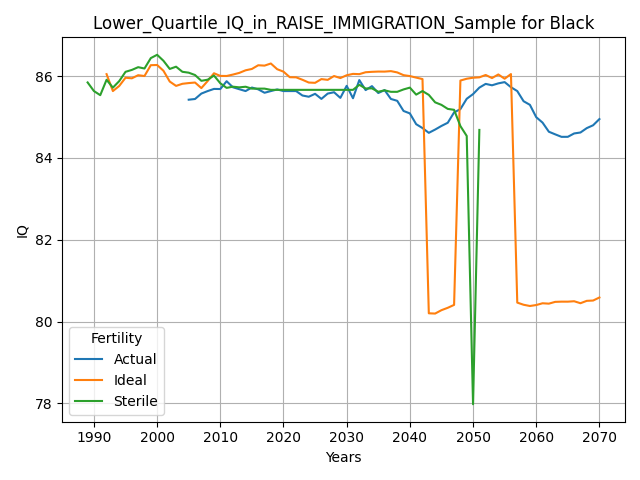 Lower_Quartile_IQ_in_RAISE_IMMIGRATION_Sample for Black
IQ
86
84
82
80
78
Fertility
Actual
Ideal
Sterile
1990 2000 2010 2020 2030 2040 2050 2060 2070
Years